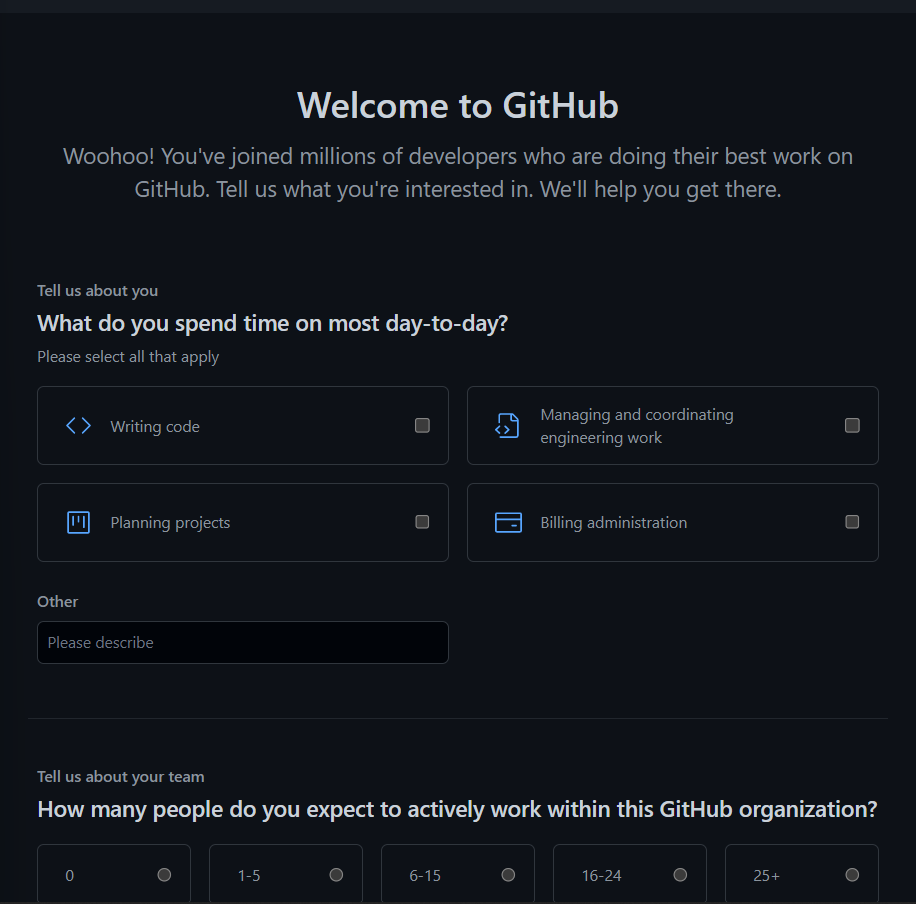 Welcome to GitHub
Woohoo! You've joined millions of developers who are doing their best work on
GitHub. Tell us what you're interested in. We'll help you get there.
Tell us about you
What do you spend time on most day-to-day?
Please select all that apply
Writing code
Managing and coordinating
engineering work
Planning projects
Billing administration
Other
Please describe
Tell us about your team
How many people do you expect to actively work within this GitHub organization?
0
1-5
6-15
16-24
25+